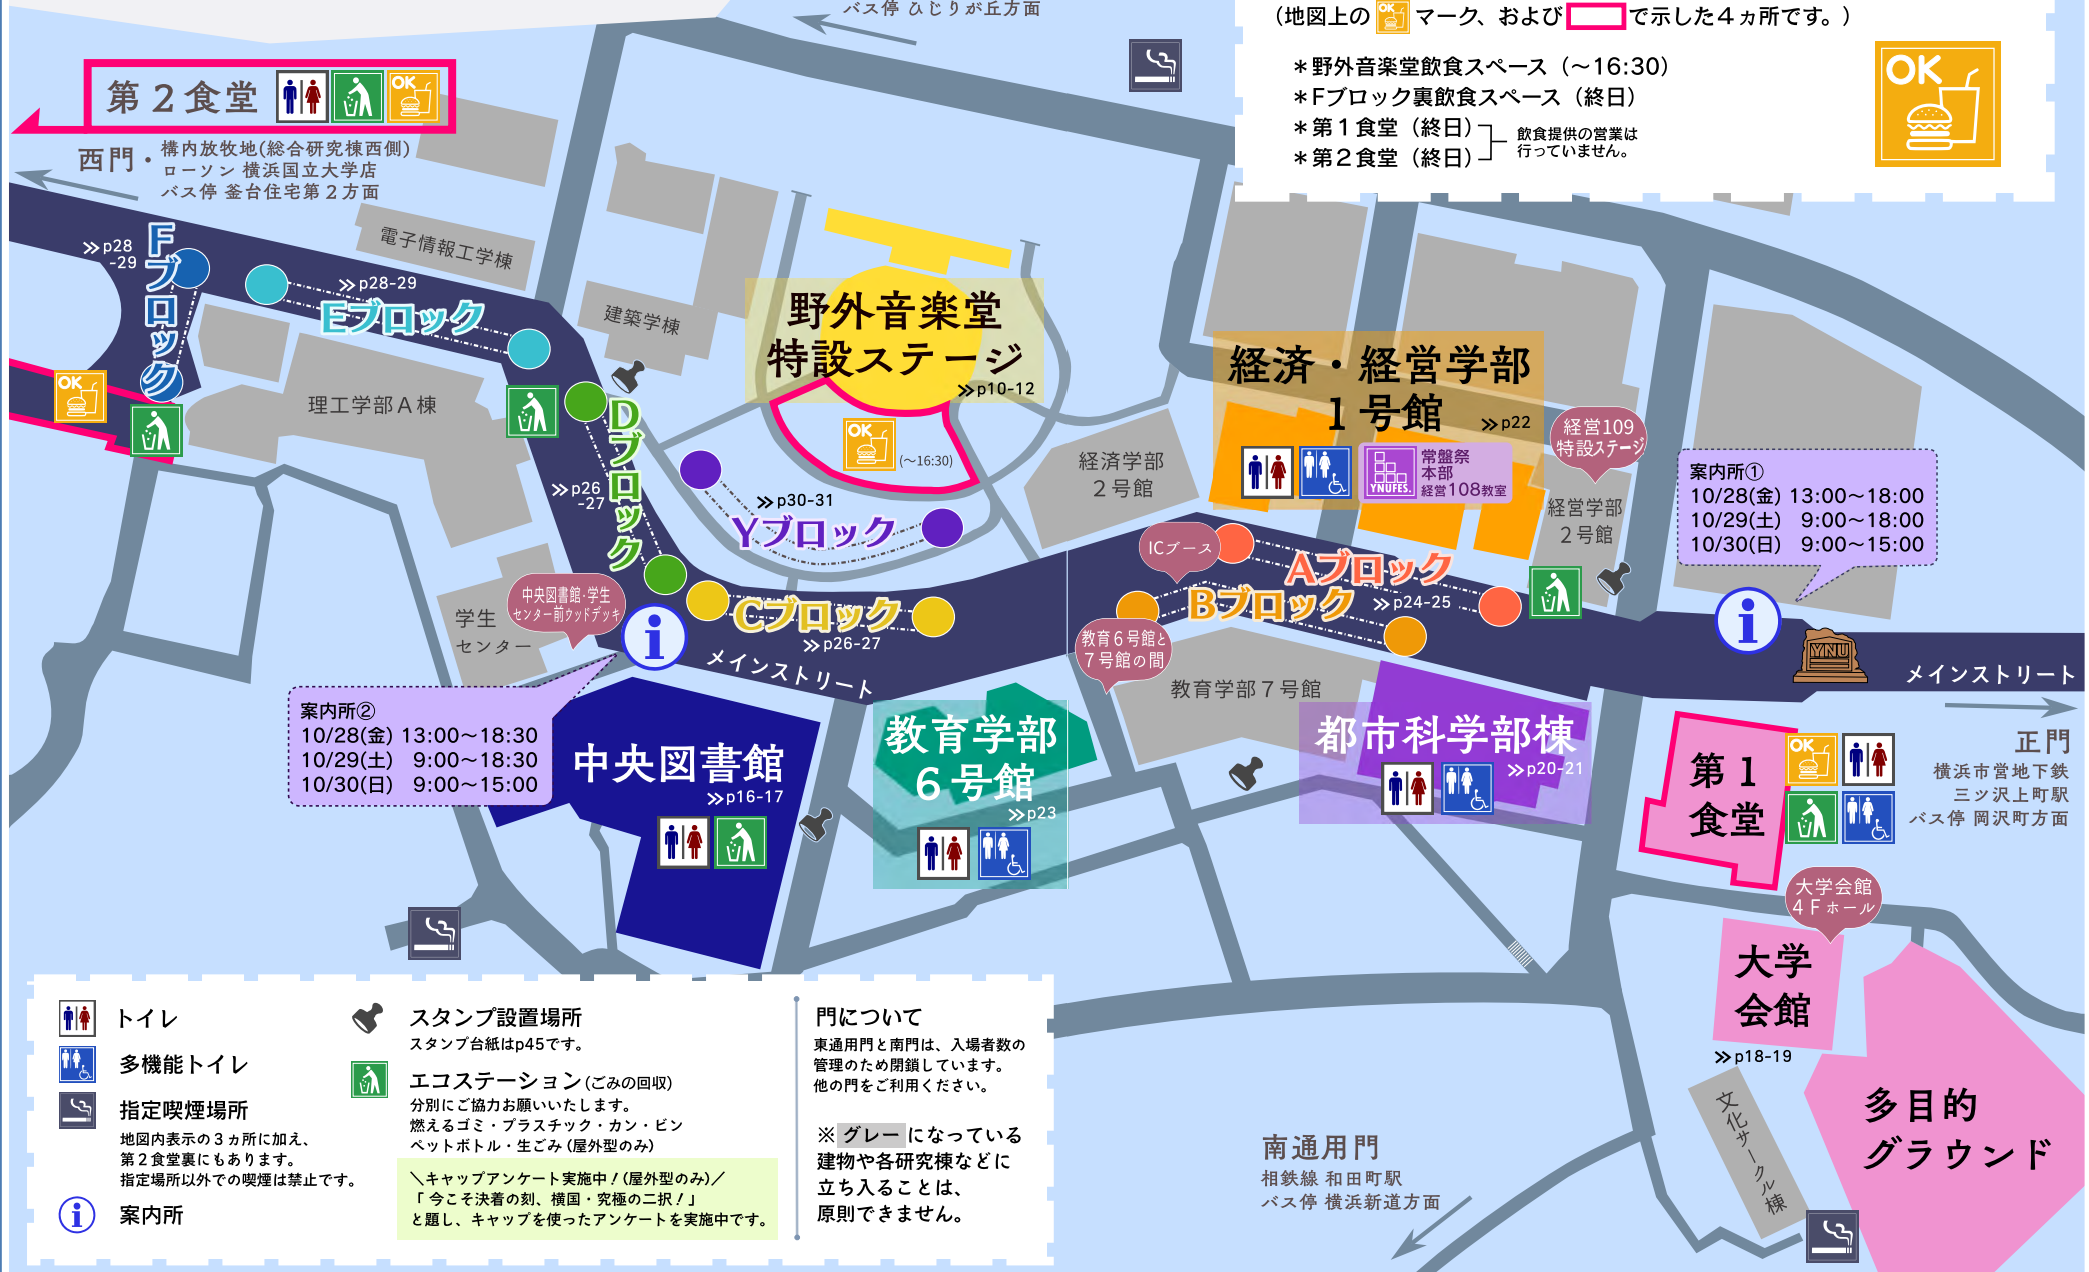 バス停 ひじりが丘方面
(地図上の OK マーク、および で示した４ヵ所です。)
＊野外音楽堂飲食スペース（～16:30）
＊Fブロック裏飲食スペース（終日）
＊第１食堂（終日）
＊第２食堂（終日）
飲食提供の営業は
行っていません。
OK
第２食堂
OK
西門・
構内放牧地(総合研究棟西側)
ローソン 横浜国立大学店
バス停 釜台住宅第２方面
≫p28
-29
Fブロック
電子情報工学棟
≫p28-29
Eブロック
建築学棟
野外音楽堂
特設ステージ
≫p10-12
OK
(～16:30)
OK
理工学部Ａ棟
Dブロック
≫p26
-27
≫p30-31
Yブロック
経済学部
２号館
経済・経営学部
１号館
≫p22
YNUFES.
常盤祭
本部
経営108教室
経営109
特設ステージ
経営学部
２号館
案内所①
10/28(金) 13:00～18:00
10/29(土) 9:00～18:00
10/30(日) 9:00～15:00
ICブース
Aブロック
Bブロック
≫p24-25
中央図書館・学生
センター前ウッドデッキ
学生
センター
Cブロック
≫p26-27
メインストリート
教育６号館と
７号館の間
教育学部７号館
YNU
メインストリート
案内所②
10/28(金) 13:00～18:30
10/29(土) 9:00～18:30
10/30(日) 9:00～15:00
中央図書館
≫p16-17
教育学部
６号館
≫p23
都市科学部棟
≫p20-21
第１
食堂
OK
正門
横浜市営地下鉄
三ツ沢上町駅
バス停 岡沢町方面
大学会館
４Ｆホール
大学
会館
≫p18-19
文化サークル棟
多目的
グラウンド
南通用門
相鉄線 和田町駅
バス停 横浜新道方面
トイレ
多機能トイレ
指定喫煙場所
地図内表示の３ヵ所に加え、
第２食堂裏にもあります。
指定場所以外での喫煙は禁止です。
案内所
スタンプ設置場所
スタンプ台紙はp45です。
エコステーション(ごみの回収)
分別にご協力お願いいたします。
燃えるゴミ・プラスチック・カン・ビン
ペットボトル・生ごみ(屋外型のみ)
＼キャップアンケート実施中！(屋外型のみ)／
「今こそ決着の刻、横国・究極の二択！」
と題し、キャップを使ったアンケートを実施中です。
門について
東通用門と南門は、入場者数の
管理のため閉鎖しています。
他の門をご利用ください。
※グレーになっている
建物や各研究棟などに
立ち入ることは、
原則できません。